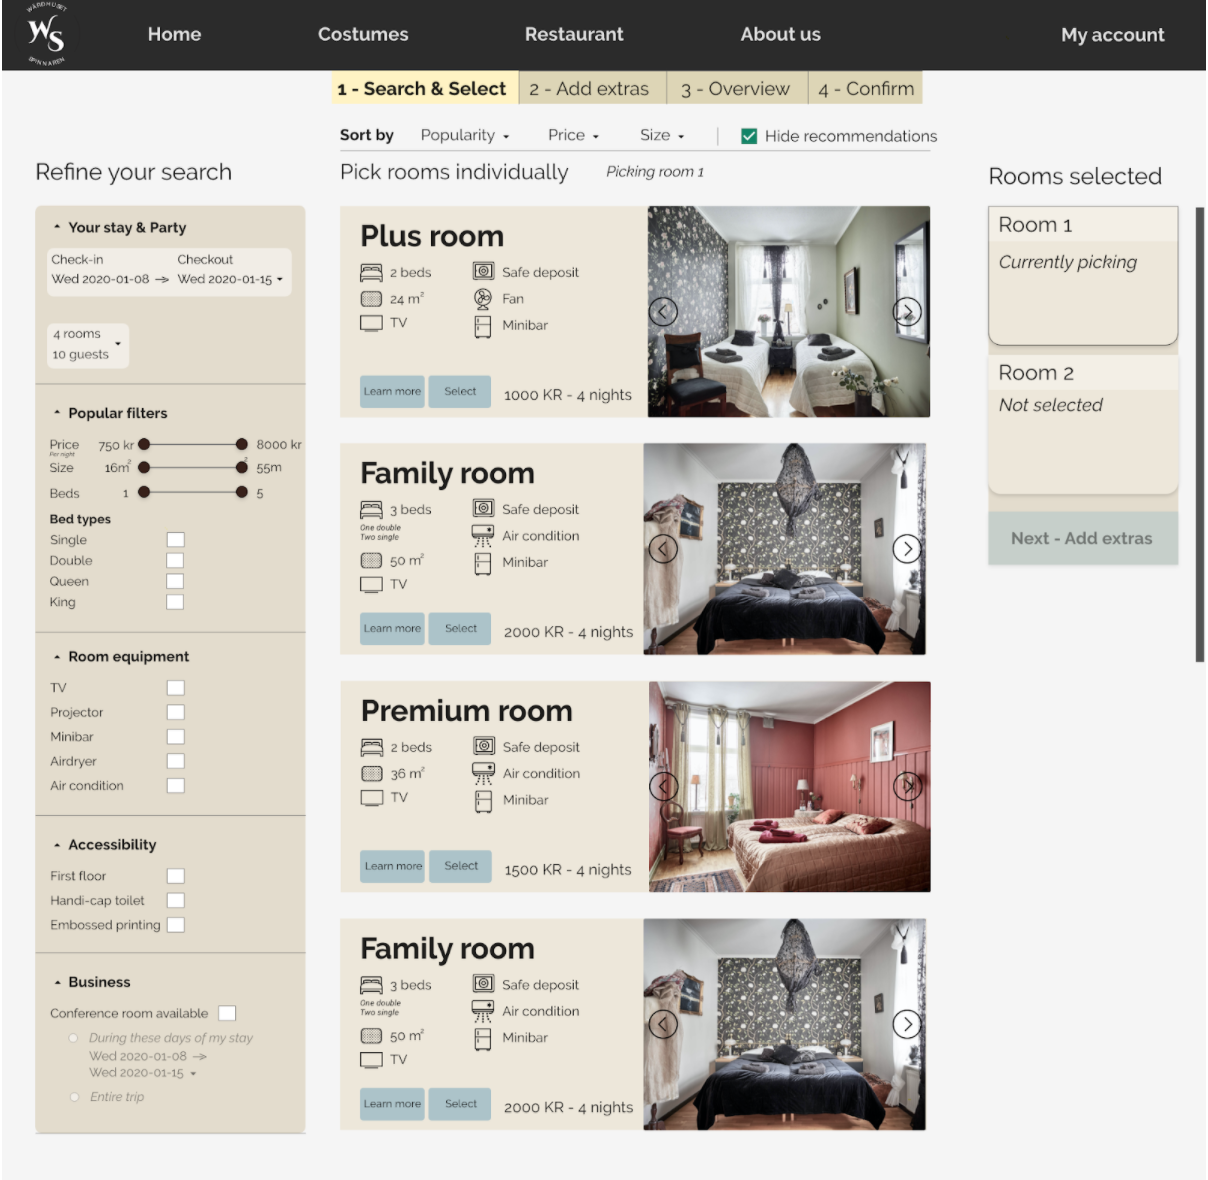 WÄRDHUSET
WS
SPINNAREN
Home
Costumes
Restaurant
About us
My account
1 - Search & Select
2 - Add extras
3 - Overview
4 - Confirm
Sort by
Popularity
Price
Size
Hide recommendations
Refine your search
Pick rooms individually
Picking room 1
Rooms selected
Your stay & Party
Check-in
Checkout
Wed 2020-01-08 → Wed 2020-01-15
4 rooms
10 guests
Popular filters
Price
Per night
750 kr
8000 kr
Size
16m²
2
55m
Beds
1
5
Bed types
Single
Double
Queen
King
Room equipment
TV
Projector
Minibar
Airdryer
Air condition
Accessibility
First floor
Handi-cap toilet
Embossed printing
Business
Conference room available
During these days of my stay
Wed 2020-01-08 →
Wed 2020-01-15
Entire trip
Plus room
2 beds
Safe deposit
24 m²
Fan
TV
Minibar
Learn more
Select
1000 KR - 4 nights
Family room
3 beds
One double
Two single
Safe deposit
Air condition
50 m²
Minibar
TV
Learn more
Select
2000 KR - 4 nights
Premium room
2 beds
Safe deposit
36 m²
Air condition
TV
Minibar
Learn more
Select
1500 KR - 4 nights
Family room
3 beds
One double
Two single
Safe deposit
Air condition
50 m²
Minibar
TV
Learn more
Select
2000 KR - 4 nights
Room 1
Currently picking
Room 2
Not selected
Next - Add extras